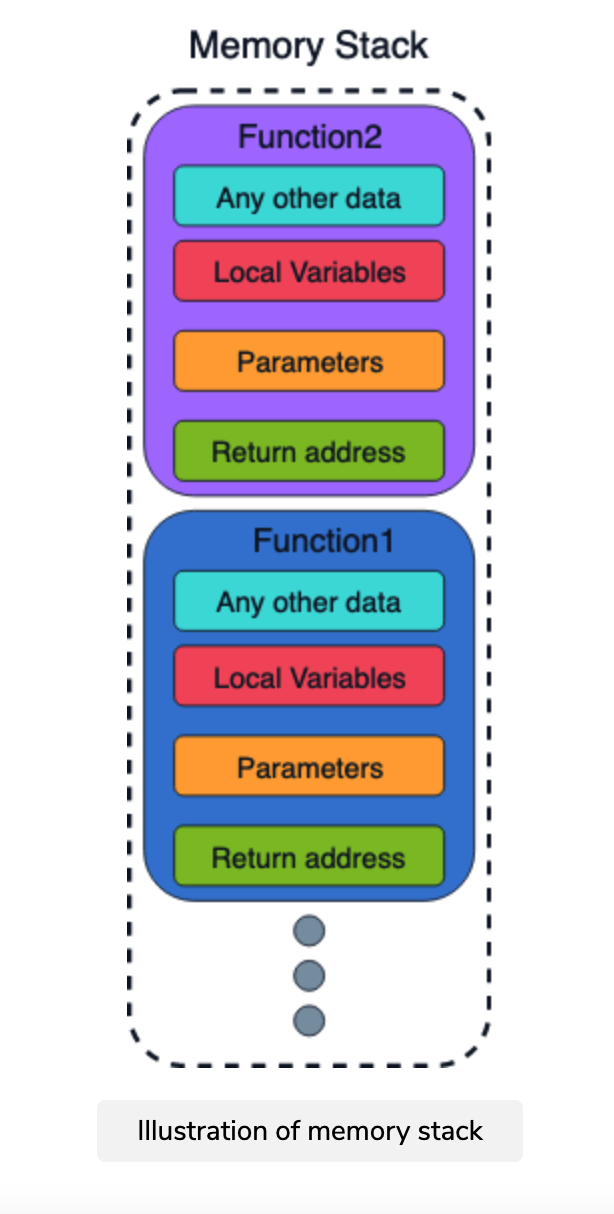 Memory Stack
Function2
Any other data
Local Variables
Parameters
Return address
Function1
Any other data
Local Variables
Parameters
Return address
Illustration of memory stack